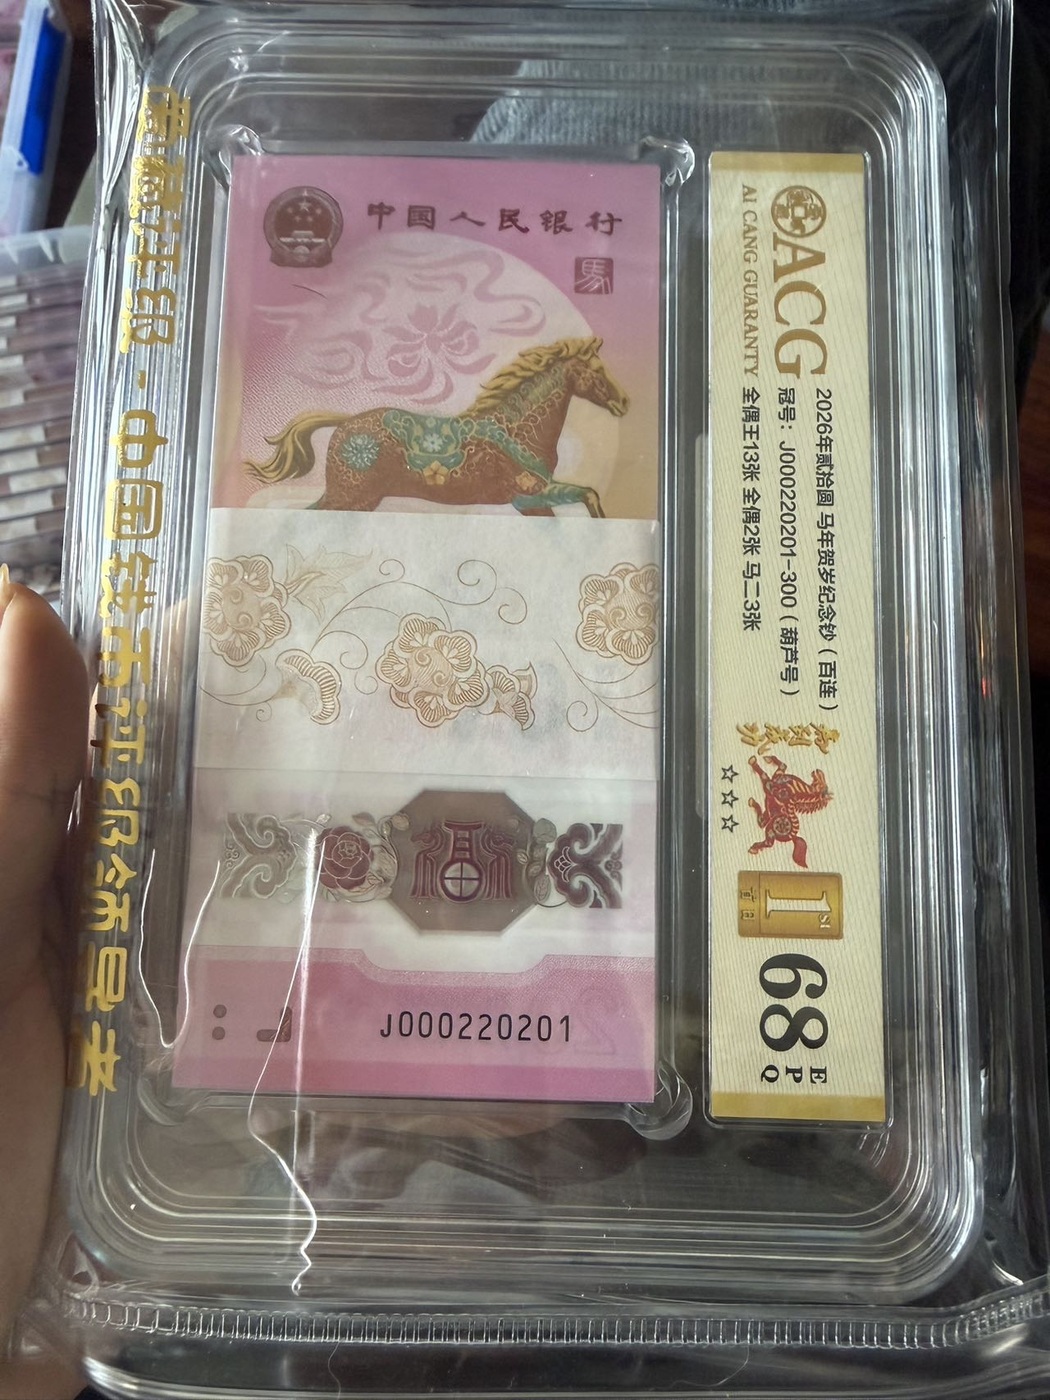 中国人民银行
馬
J000220201
ACG
AI CANG GUARANTY
2026年贰拾圆 马年贺岁纪念钞（百连）
冠号：J000220201-300（葫芦号）
全偶王13张 全偶2张 马二3张
☆☆☆
1st
68
EPQ
爱藏评级·中国钱币评级领导者